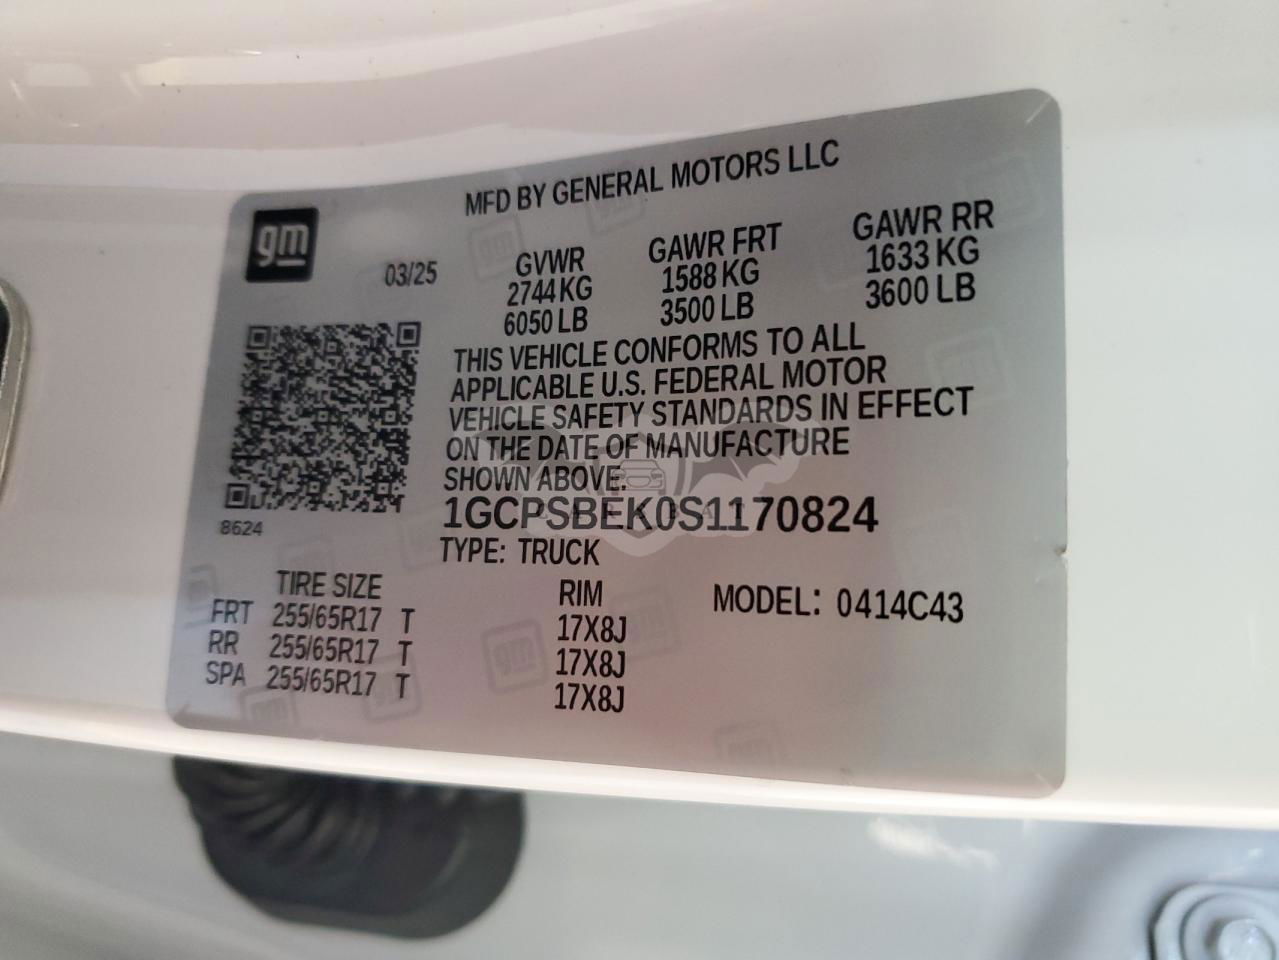 MFD BY GENERAL MOTORS LLC
gm
03/25
GVWR GAWR FRT GAWR RR
2744 KG 1588 KG 1633 KG
6050 LB 3500 LB 3600 LB
THIS VEHICLE CONFORMS TO ALL
APPLICABLE U.S. FEDERAL MOTOR
VEHICLE SAFETY STANDARDS IN EFFECT
ON THE DATE OF MANUFACTURE
SHOWN ABOVE.
1GCPSBEK0S1170824
8624
TYPE: TRUCK
TIRE SIZE RIM MODEL: 0414C43
FRT 255/65R17 T 17X8J
RR 255/65R17 T 17X8J
SPA 255/65R17 T 17X8J